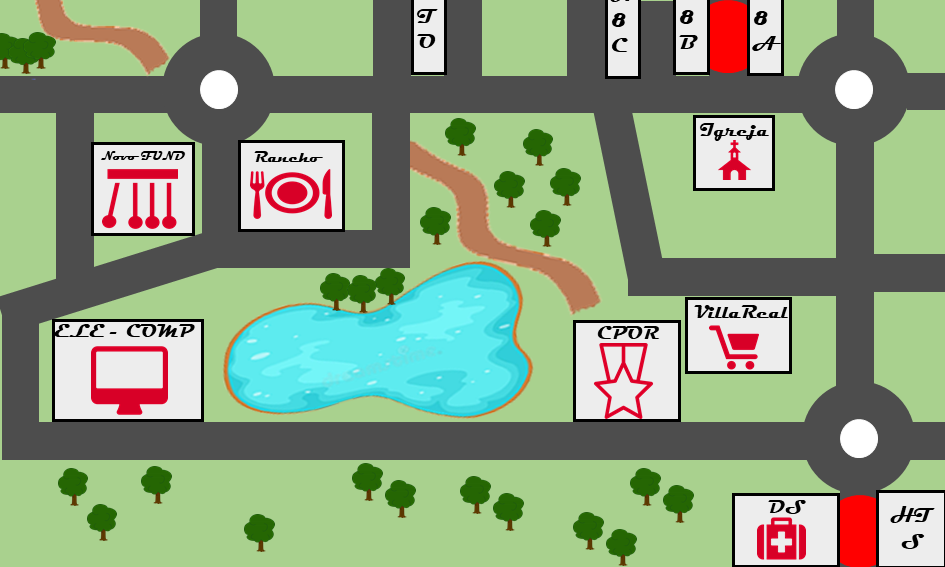 T
O
8
C
8
B
8
A
Igreja
Novo FUND
Rancho
VillaReal
ELE - COMP
CPOR
DS
HT
S